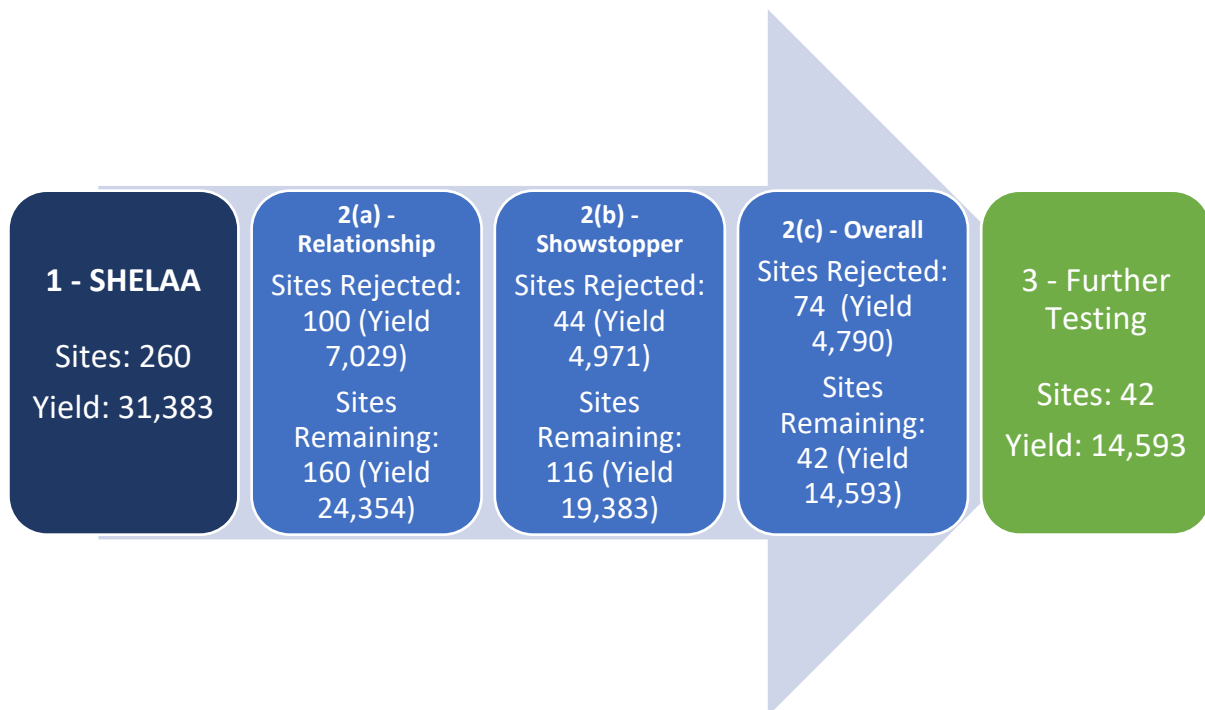 1 - SHELAA
Sites: 260
Yield: 31,383
2(a) -
Relationship
Sites Rejected:
100 (Yield
7,029)
Sites
Remaining:
160 (Yield
24,354)
2(b) -
Showstopper
Sites Rejected:
44 (Yield
4,971)
Sites
Remaining:
116 (Yield
19,383)
2(c) - Overall
Sites Rejected:
74 (Yield
4,790)
Sites
Remaining:
42 (Yield
14,593)
3 - Further
Testing
Sites: 42
Yield: 14,593